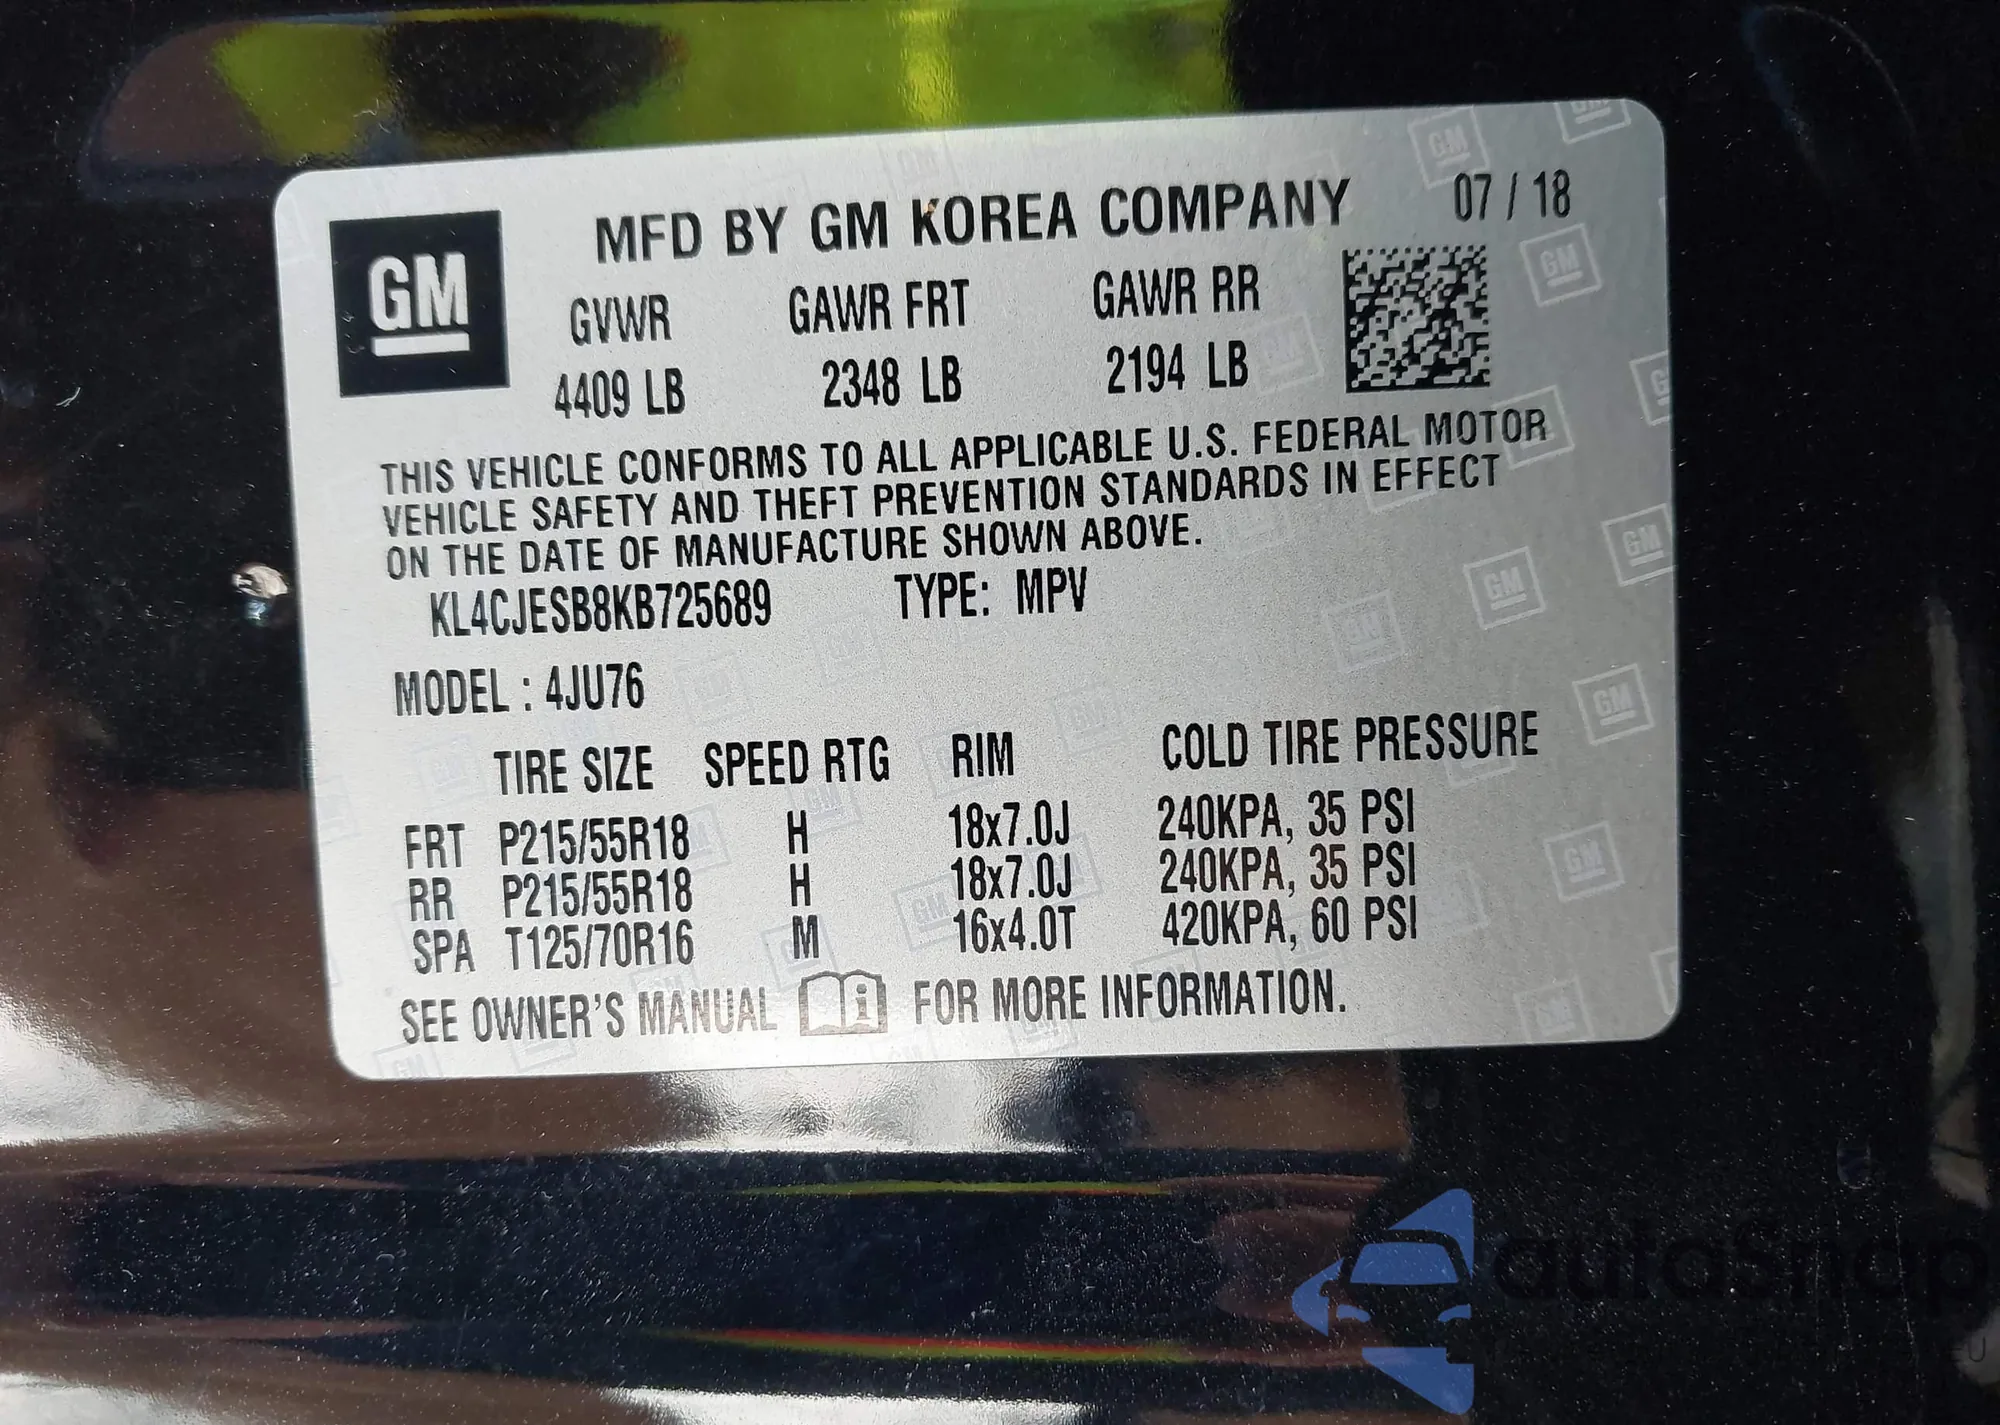 GM
MFD BY GM KOREA COMPANY 07 / 18
GVWR GAWR FRT GAWR RR
4409 LB 2348 LB 2194 LB
THIS VEHICLE CONFORMS TO ALL APPLICABLE U.S. FEDERAL MOTOR
VEHICLE SAFETY AND THEFT PREVENTION STANDARDS IN EFFECT
ON THE DATE OF MANUFACTURE SHOWN ABOVE.
KL4CJESB8KB725689 TYPE: MPV
MODEL : 4JU76
TIRE SIZE SPEED RTG RIM COLD TIRE PRESSURE
FRT P215/55R18 H 18x7.0J 240KPA, 35 PSI
RR P215/55R18 H 18x7.0J 240KPA, 35 PSI
SPA T125/70R16 M 16x4.0T 420KPA, 60 PSI
SEE OWNER'S MANUAL i FOR MORE INFORMATION.
autoSnap